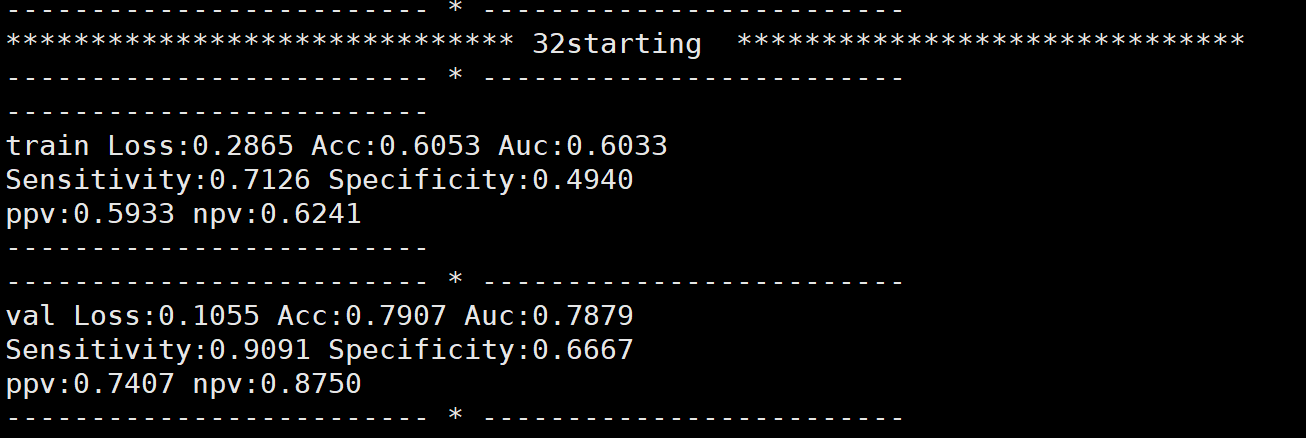 ------------------------- * -------------------------
****************************** 32starting  ******************************
------------------------- * -------------------------
-------------------------
train Loss:0.2865 Acc:0.6053 Auc:0.6033
Sensitivity:0.7126 Specificity:0.4940
ppv:0.5933 npv:0.6241
-------------------------
------------------------- * -------------------------
val Loss:0.1055 Acc:0.7907 Auc:0.7879
Sensitivity:0.9091 Specificity:0.6667
ppv:0.7407 npv:0.8750
------------------------- * -------------------------